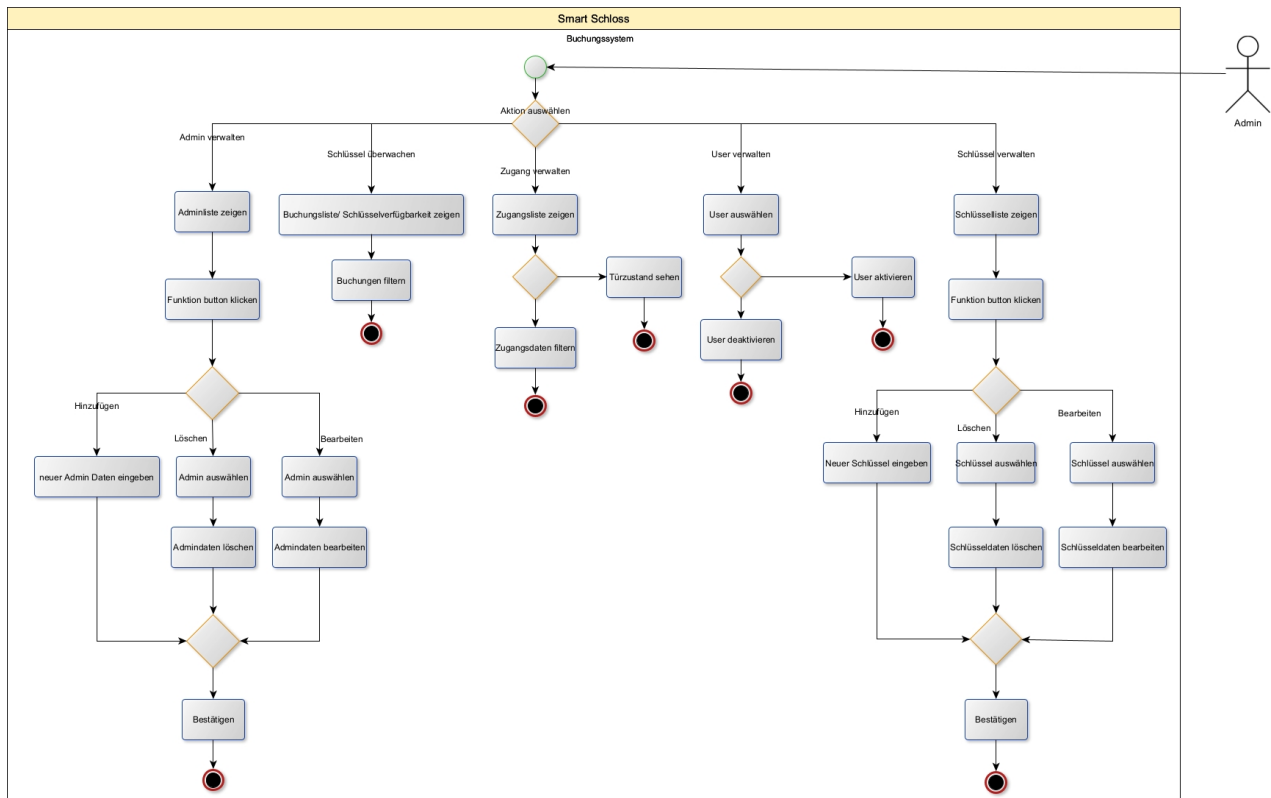 Smart Schloss
Buchungssystem
Admin
Aktion auswählen
Admin verwalten
Schlüssel überwachen
Zugang verwalten
User verwalten
Schlüssel verwalten
Adminliste zeigen
Buchungsliste/ Schlüsselverfügbarkeit zeigen
Zugangsliste zeigen
User auswählen
Schlüsselliste zeigen
Buchungen filtern
Türzustand sehen
User aktivieren
Funktion button klicken
Funktion button klicken
Zugangsdaten filtern
User deaktivieren
Hinzufügen
Löschen
Bearbeiten
Hinzufügen
Löschen
Bearbeiten
neuer Admin Daten eingeben
Admin auswählen
Admin auswählen
Neuer Schlüssel eingeben
Schlüssel auswählen
Schlüssel auswählen
Admindaten löschen
Admindaten bearbeiten
Schlüsseldaten löschen
Schlüsseldaten bearbeiten
Bestätigen
Bestätigen